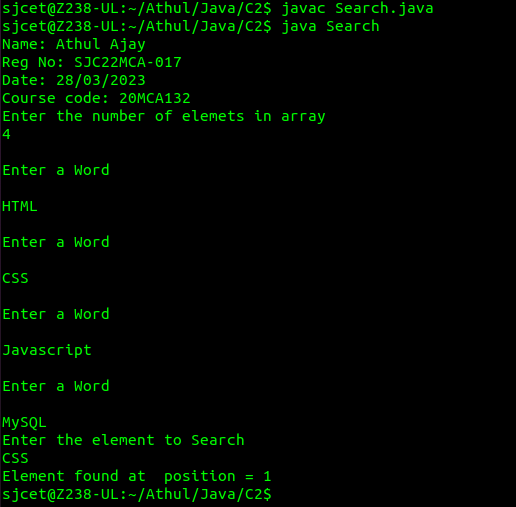 sjcet@Z238-UL:~/Athul/Java/C2$ javac Search.java
sjcet@Z238-UL:~/Athul/Java/C2$ java Search
Name: Athul Ajay
Reg No: SJC22MCA-017
Date: 28/03/2023
Course code: 20MCA132
Enter the number of elemets in array
4
Enter a Word
HTML
Enter a Word
CSS
Enter a Word
Javascript
Enter a Word
MySQL
Enter the element to Search
CSS
Element found at  position = 1
sjcet@Z238-UL:~/Athul/Java/C2$